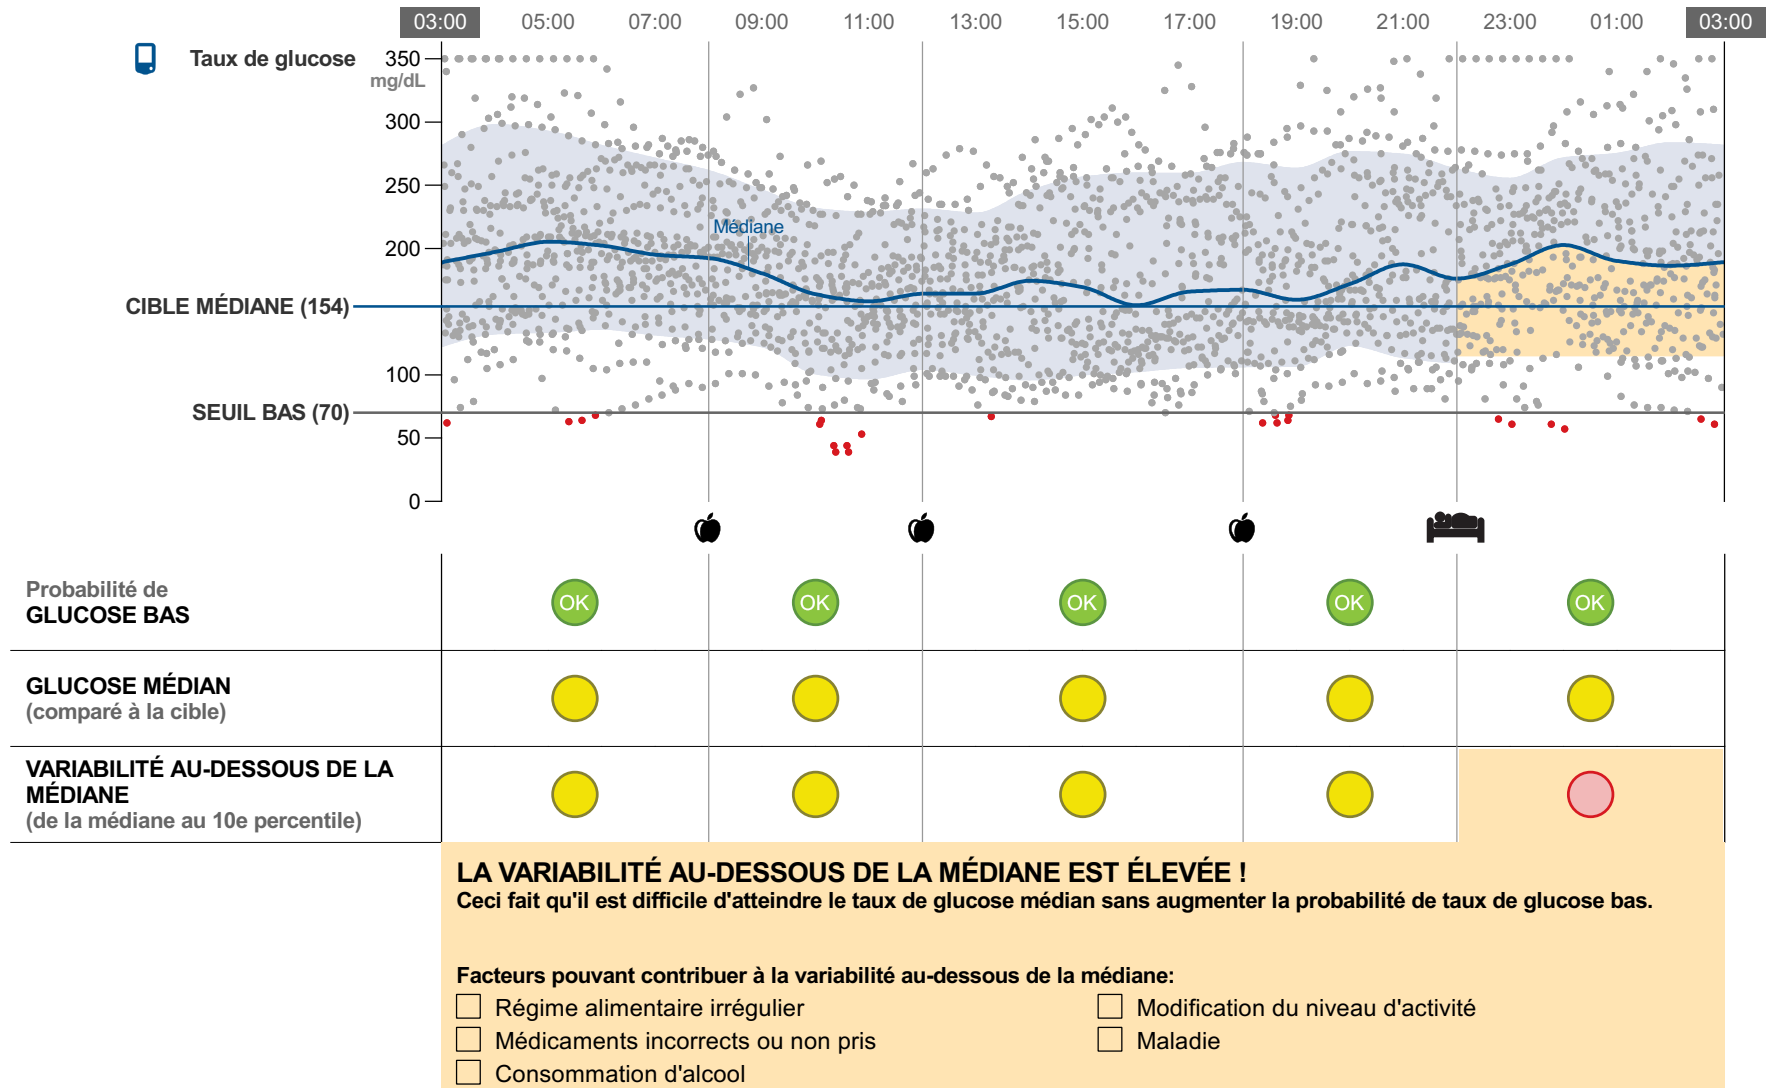 03:00 05:00 07:00 09:00 11:00 13:00 15:00 17:00 19:00 21:00 23:00 01:00 03:00
Taux de glucose
350
mg/dL
300
250
Médiane
200
CIBLE MÉDIANE (154)
100
SEUIL BAS (70)
50
0
Probabilité de
GLUCOSE BAS
OK OK OK OK OK
GLUCOSE MÉDIAN
(comparé à la cible)
VARIABILITÉ AU-DESSOUS DE LA
MÉDIANE
(de la médiane au 10e percentile)
LA VARIABILITÉ AU-DESSOUS DE LA MÉDIANE EST ÉLEVÉE !
Ceci fait qu'il est difficile d'atteindre le taux de glucose médian sans augmenter la probabilité de taux de glucose bas.
Facteurs pouvant contribuer à la variabilité au-dessous de la médiane:
Régime alimentaire irrégulier
Modification du niveau d'activité
Médicaments incorrects ou non pris
Maladie
Consommation d'alcool